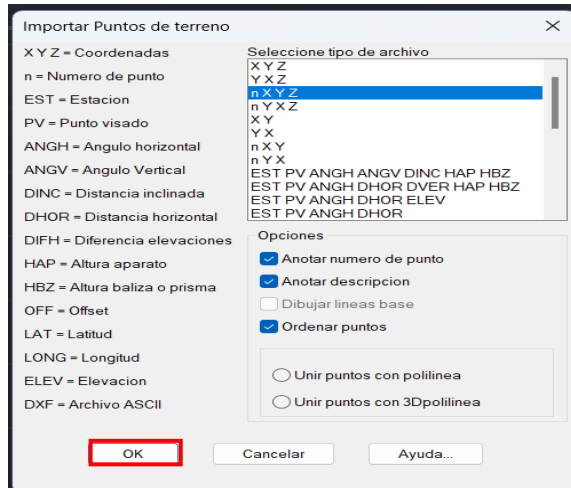 Importar Puntos de terreno
X Y Z = Coordenadas
n = Numero de punto
EST = Estacion
PV = Punto visado
ANGH = Angulo horizontal
ANGV = Angulo Vertical
DINC = Distancia inclinada
DHOR = Distancia horizontal
DIFH = Diferencia elevaciones
HAP = Altura aparato
HBZ = Altura baliza o prisma
OFF = Offset
LAT = Latitud
LONG = Longitud
ELEV = Elevacion
DXF = Archivo ASCII
Seleccione tipo de archivo
X Y Z
Y X Z
n X Y Z
n Y X Z
X Y
Y X
n X Y
n Y X
EST PV ANGH ANGV DINC HAP HBZ
EST PV ANGH DHOR DVER HAP HBZ
EST PV ANGH DHOR ELEV
EST PV ANGH DHOR
Opciones
Anotar numero de punto
Anotar descripcion
Dibujar lineas base
Ordenar puntos
Unir puntos con polilinea
Unir puntos con 3Dpolilinea
OK
Cancelar
Ayuda...